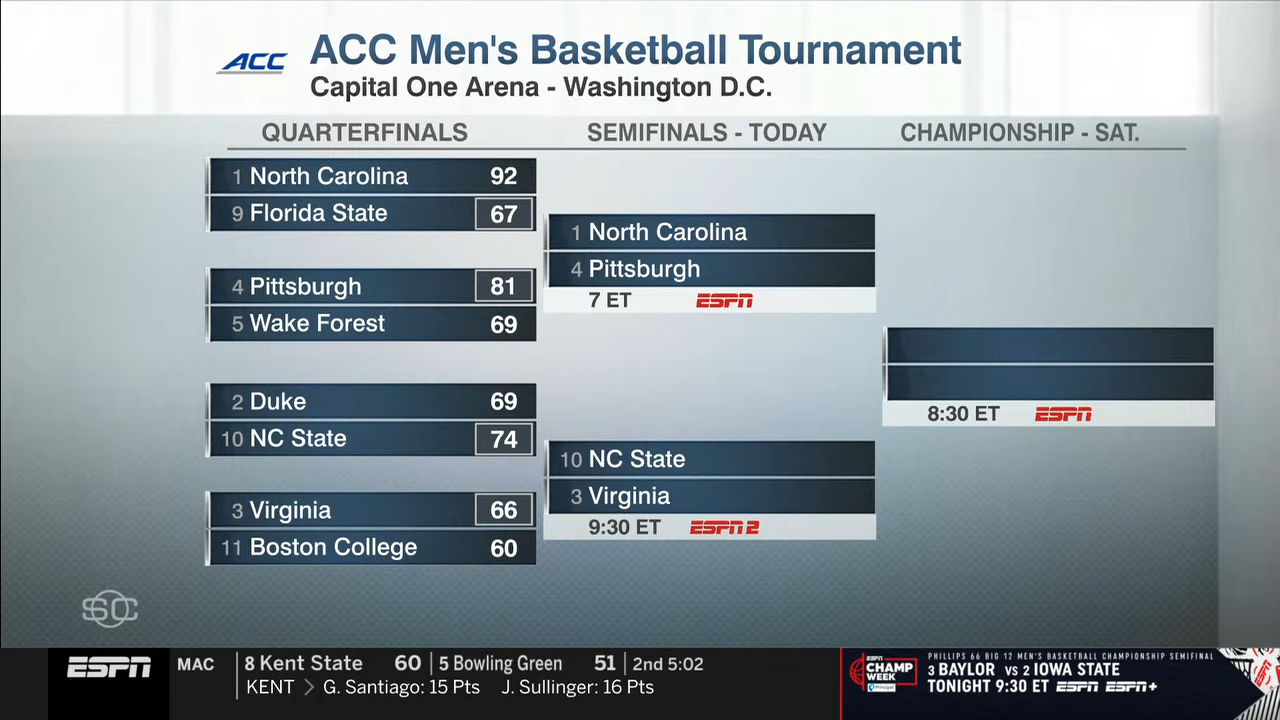 ACC
ACC Men's Basketball Tournament
Capital One Arena - Washington D.C.
QUARTERFINALS
1 North Carolina 92
9 Florida State 67
4 Pittsburgh 81
5 Wake Forest 69
2 Duke 69
10 NC State 74
3 Virginia 66
11 Boston College 60
SEMIFINALS - TODAY
1 North Carolina
4 Pittsburgh
7 ET ESPN
10 NC State
3 Virginia
9:30 ET ESPN2
CHAMPIONSHIP - SAT.
8:30 ET ESPN
SC
ESPN
MAC
8 Kent State 60 5 Bowling Green 51 2nd 5:02
KENT > G. Santiago: 15 Pts J. Sullinger: 16 Pts
ESPN
CHAMP
WEEK
Principal
PHILLIPS 66 BIG 12 MEN'S BASKETBALL CHAMPIONSHIP SEMIFINAL
3 BAYLOR VS 2 IOWA STATE
TONIGHT 9:30 ET ESPN ESPN+